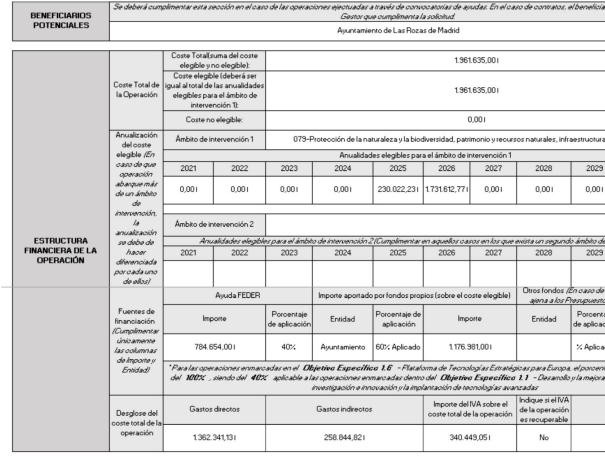 BENEFICIARIOS
POTENCIALES
Se deberá cumplimentar esta sección en el caso de las operaciones ejectuadas a través de convocatorias de ayudas. En el caso de contratos, el beneficia
Gestor que cumplimenta la solicitud.
Ayuntamiento de Las Rozas de Madrid
ESTRUCTURA
FINANCIERA DE LA
OPERACIÓN
Coste Total de
la Operación
Coste Total(suma del coste
elegible y no elegible):
1.961.635,00 ı
Coste elegible (deberá ser
igual al total de las anualidades
elegibles para el ámbito de
intervención 1):
1.961.635,00 ı
Coste no elegible:
0,00 ı
Anualización
del coste
elegible (En
caso de que
operación
abarque más
de un ámbito
de
intervención,
la
anualización
se debe de
hacer
diferenciada
por cada uno
de ellos)
Ámbito de intervención 1
079-Protección de la naturaleza y la biodiversidad, patrimonio y recursos naturales, infraestructura
Anualidades elegibles para el ámbito de intervención 1
2021 2022 2023 2024 2025 2026 2027 2028 2029
0,00 ı 0,00 ı 0,00 ı 0,00 ı 230.022,23 ı 1.731.612,77 ı 0,00 ı 0,00 ı 0,00 ı
Ámbito de intervención 2
Anualidades elegibles para el ámbito de intervención 2 (Cumplimentar en aquellos casos en los que exista un segundo ámbito de
2021 2022 2023 2024 2025 2026 2027 2028 2029
Fuentes de
financiación
(Cumplimentar
únicamente
las columnas
de Importe y
Entidad)
Ayuda FEDER
Importe aportado por fondos propios (sobre el coste elegible)
Otros fondos (En caso de
ajena a los Presupuesto
Importe
Porcentaje
de aplicación
Entidad
Porcentaje de
aplicación
Importe
Entidad
Porcenta
de aplicac
784.654,00 ı 40% Ayuntamiento 60% Aplicado 1.176.981,00 ı % Aplica
*Para las operaciones enmarcadas en el Objetivo Específico 1.6 - Plataforma de Tecnologías Estratégicas para Europa, el porcen
del 100%, siendo del 40% aplicable a las operaciones enmarcadas dentro del Objetivo Específico 1.1 - Desarrollo y la mejora
investigación e innovación y la implantación de tecnologías avanzadas
Desglose del
coste total de la
operación
Gastos directos
Gastos indirectos
Importe del IVA sobre el
coste total de la operación
Indique si el IVA
de la operación
es recuperable
1.362.341,13 ı 258.844,82 ı 340.449,05 ı No